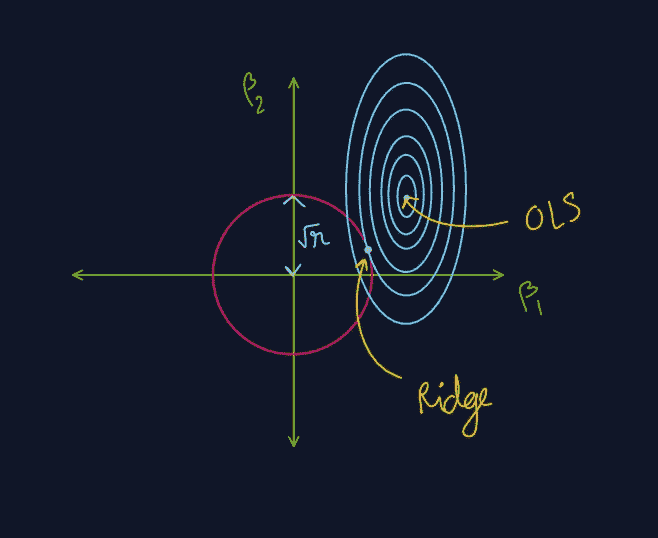 β₂
√r
OLS
β₁
Ridge